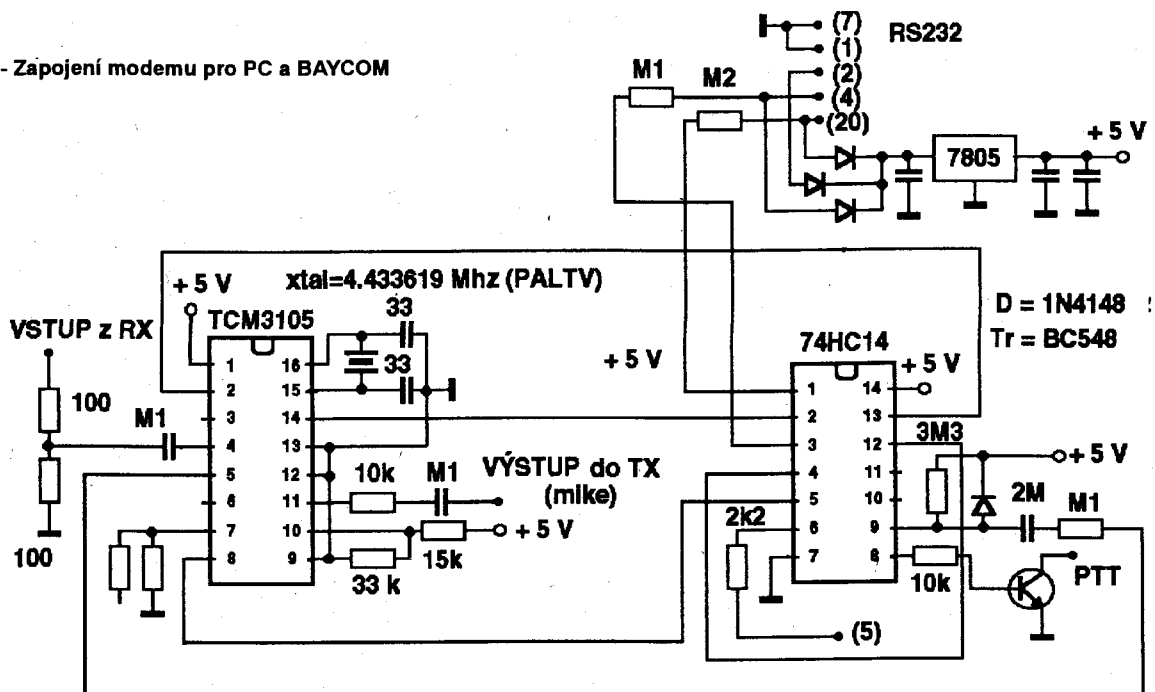 - Zapojení modemu pro PC a BAYCOM
RS232
(7)
(1)
(2)
(4)
(20)
M1
M2
7805
+ 5 V
xtal=4.433619 Mhz (PALTV)
+ 5 V
VSTUP z RX
TCM3105
33
33
100
M1
100
1
2
3
4
5
6
7
8
16
15
14
13
12
11
10
9
10k
M1
VÝSTUP do TX
(mike)
15k
+ 5 V
33 k
D = 1N4148
Tr = BC548
74HC14
+ 5 V
+ 5 V
1
2
3
4
5
6
7
14
13
12
11
10
9
8
3M3
+ 5 V
2M
M1
2k2
10k
PTT
(5)